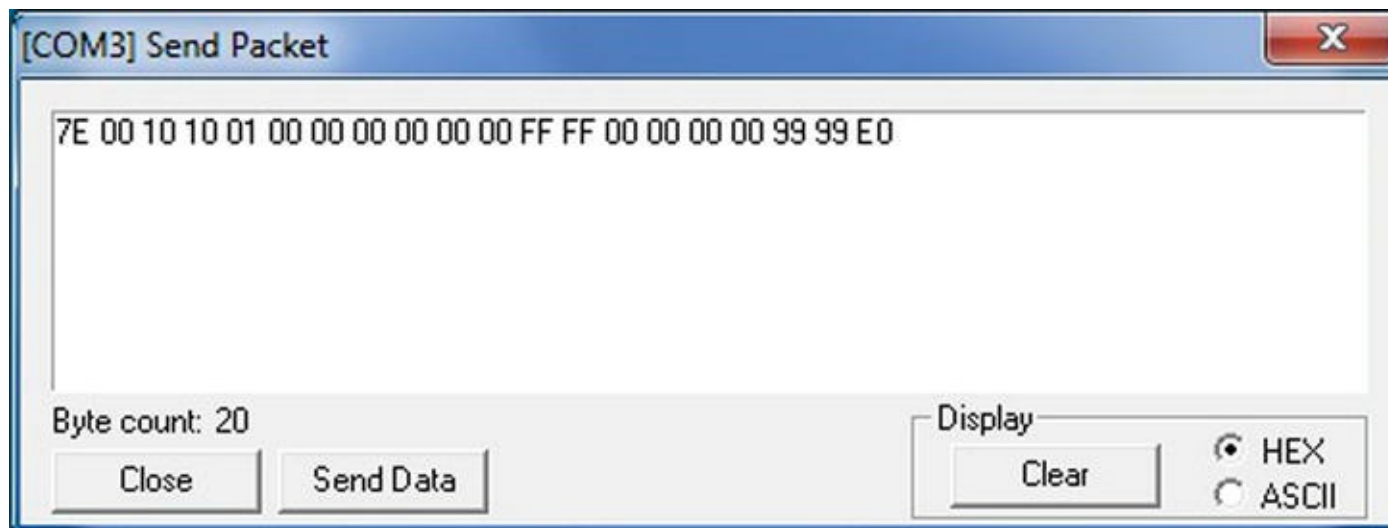 [COM3] Send Packet
7E 00 10 10 01 00 00 00 00 00 00 FF FF 00 00 00 00 99 99 E0
Byte count: 20
Display
Close
Send Data
Clear
HEX
ASCII